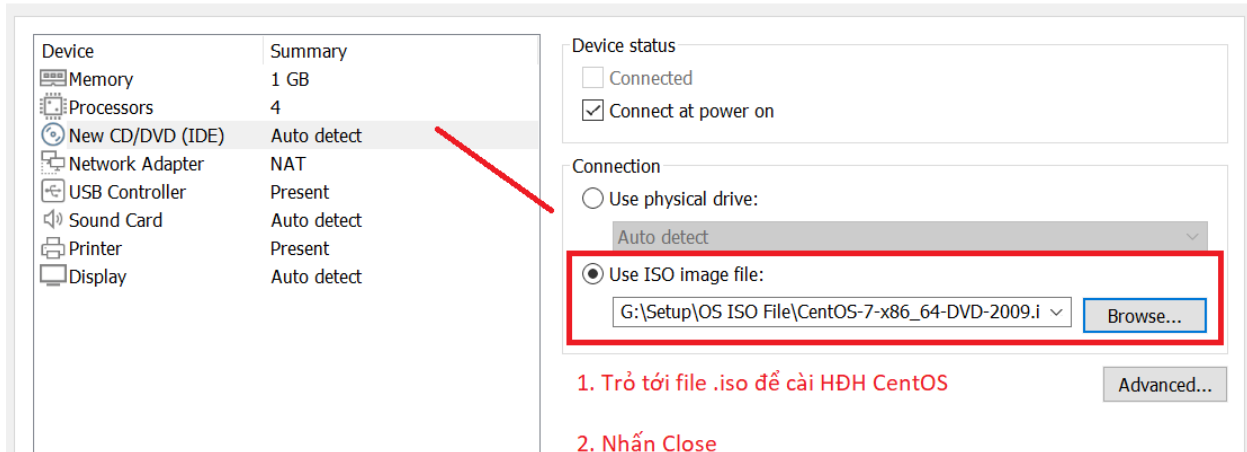 Device Summary
Memory 1 GB
Processors 4
New CD/DVD (IDE) Auto detect
Network Adapter NAT
USB Controller Present
Sound Card Auto detect
Printer Present
Display Auto detect
Device status
Connected
Connect at power on
Connection
Use physical drive:
Auto detect
Use ISO image file:
G:\Setup\OS ISO File\CentOS-7-x86_64-DVD-2009.i
Browse...
1. Trỏ tới file .iso để cài HĐH CentOS
Advanced...
2. Nhấn Close